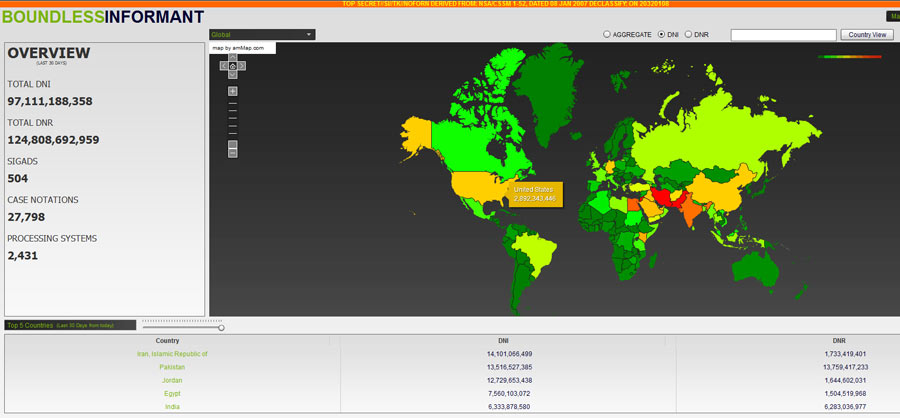 TOP SECRET//SI//TK//NOFORN DERIVED FROM: NSA/CSSM 1-52, DATED 08 JAN 2007 DECLASSIFY ON 20320108
BOUNDLESSINFORMANT
Global
AGGREGATE DNI DNR
Country View
map by amMap.com
OVERVIEW
(LAST 30 DAYS)
TOTAL DNI
97,111,188,358
TOTAL DNR
124,808,692,959
SIGADS
504
CASE NOTATIONS
27,798
PROCESSING SYSTEMS
2,431
United States
2,892,343,446
Top 5 Countries (Last 30 Days from today)
Country DNI DNR
Iran, Islamic Republic of 14,101,066,499 1,733,419,401
Pakistan 13,516,527,385 13,759,417,233
Jordan 12,729,653,438 1,644,602,031
Egypt 7,560,103,072 1,504,519,968
India 6,333,878,580 6,283,036,977